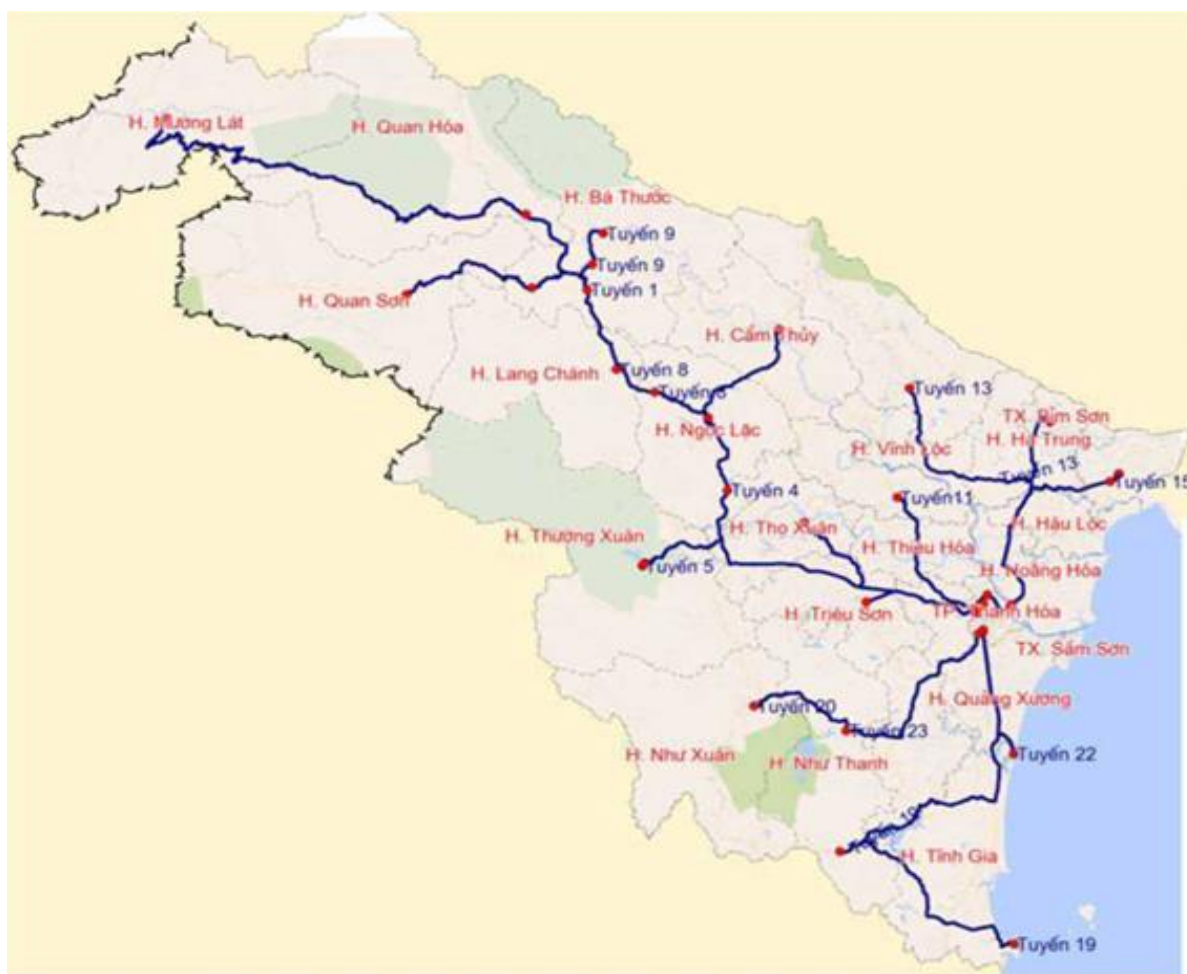 H. Mường Lát
H. Quan Hóa
H. Bá Thước
Tuyến 9
Tuyến 9
Tuyến 1
H. Quan Sơn
H. Cẩm Thủy
Tuyến 8
H. Lang Chánh
Tuyến 13
TX. Bỉm Sơn
H. Ngọc Lặc
H. Hà Trung
H. Vĩnh Lộc
Tuyến 13
Tuyến 15
Tuyến 4
Tuyến11
H. Thọ Xuân
H. Hậu Lộc
H. Thường Xuân
H. Thiệu Hóa
Tuyến 5
H. Hoằng Hóa
H. Triệu Sơn
TP. Thanh Hóa
TX. Sầm Sơn
H. Quảng Xương
Tuyến 20
Tuyến 23
H. Như Xuân
H. Như Thanh
Tuyến 22
H. Tĩnh Gia
Tuyến 19